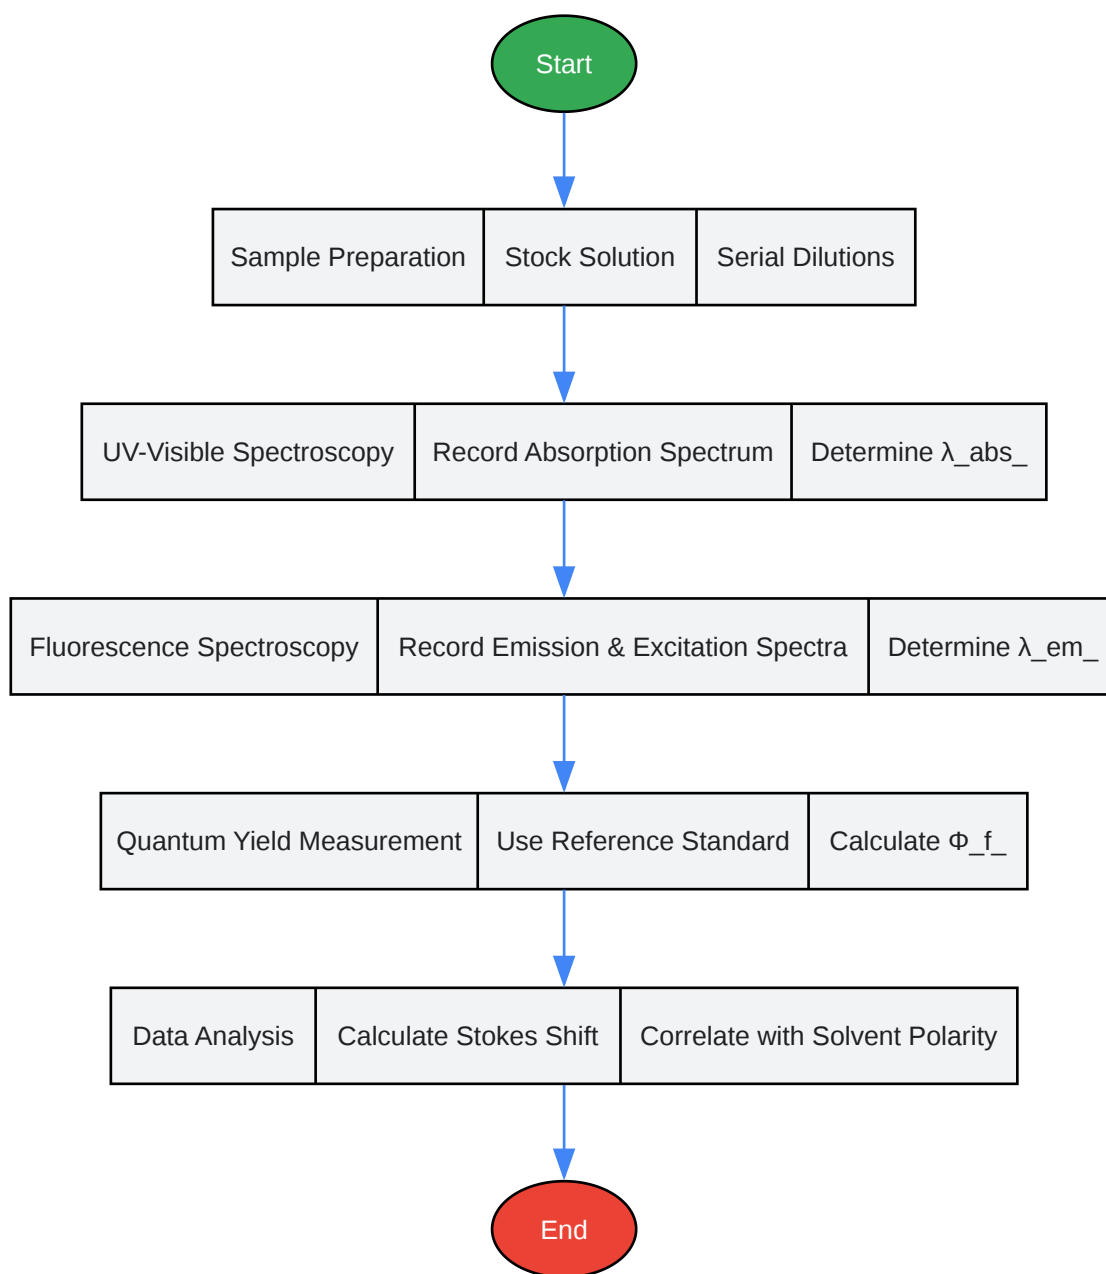 Start
Sample Preparation Stock Solution Serial Dilutions
UV-Visible Spectroscopy Record Absorption Spectrum Determine λ_abs_
Fluorescence Spectroscopy Record Emission & Excitation Spectra Determine λ_em_
Quantum Yield Measurement Use Reference Standard Calculate Φ_f_
Data Analysis Calculate Stokes Shift Correlate with Solvent Polarity
End